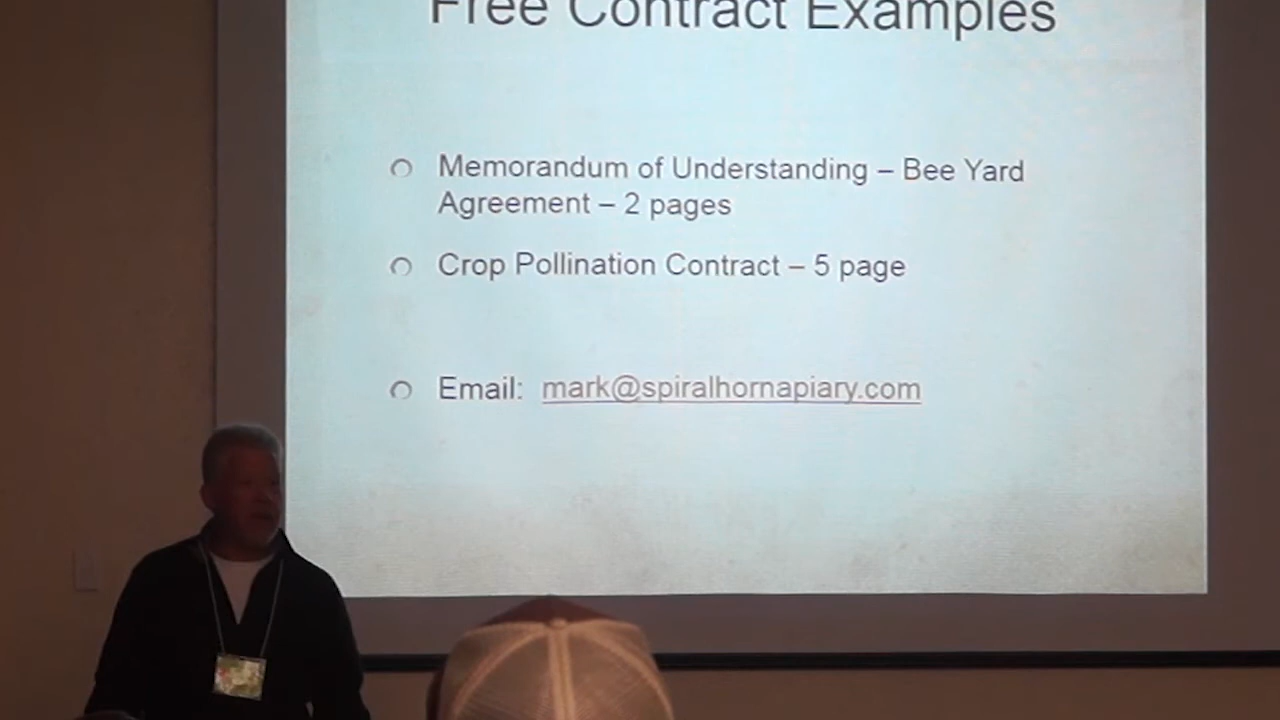 Free Contract Examples
Memorandum of Understanding – Bee Yard
Agreement – 2 pages
Crop Pollination Contract – 5 page
Email: mark@spiralhornapiary.com